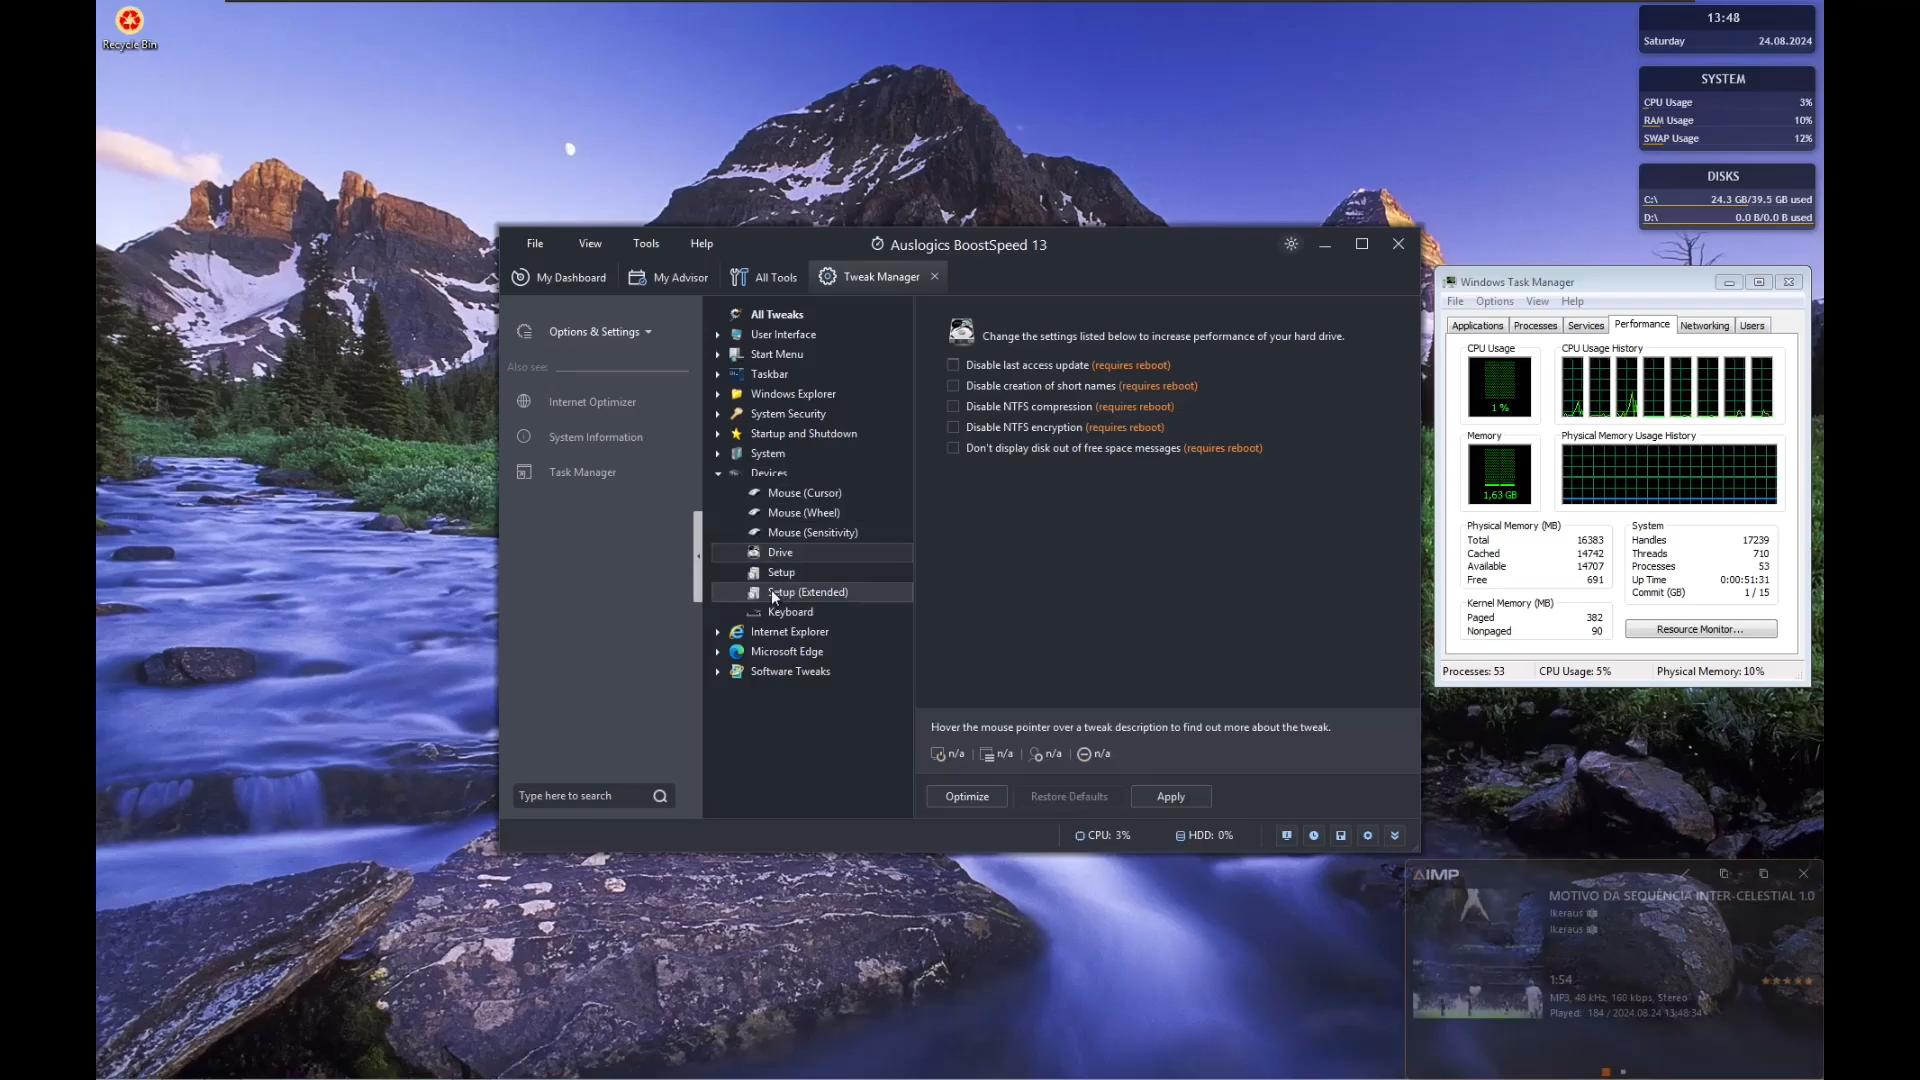 Recycle Bin
13:48
Saturday 24.08.2024
SYSTEM
CPU Usage 3%
RAM Usage 10%
SWAP Usage 12%
DISKS
C:\ 24.3 GB/39.5 GB used
D:\ 0.0 B/0.0 B used
File View Tools Help
Auslogics BoostSpeed 13
My Dashboard
My Advisor
All Tools
Tweak Manager
Options & Settings
Also see:
Internet Optimizer
System Information
Task Manager
Type here to search
All Tweaks
User Interface
Start Menu
Taskbar
Windows Explorer
System Security
Startup and Shutdown
System
Devices
Mouse (Cursor)
Mouse (Wheel)
Mouse (Sensitivity)
Drive
Setup
Setup (Extended)
Keyboard
Internet Explorer
Microsoft Edge
Software Tweaks
Change the settings listed below to increase performance of your hard drive.
Disable last access update (requires reboot)
Disable creation of short names (requires reboot)
Disable NTFS compression (requires reboot)
Disable NTFS encryption (requires reboot)
Don't display disk out of free space messages (requires reboot)
Hover the mouse pointer over a tweak description to find out more about the tweak.
n/a n/a n/a n/a
Optimize Restore Defaults Apply
CPU: 3% HDD: 0%
Windows Task Manager
File Options View Help
Applications Processes Services Performance Networking Users
CPU Usage
1 %
CPU Usage History
Memory
1,63 GB
Physical Memory Usage History
Physical Memory (MB)
Total 16383
Cached 14742
Available 14707
Free 691
Kernel Memory (MB)
Paged 382
Nonpaged 90
System
Handles 17239
Threads 710
Processes 53
Up Time 0:00:51:31
Commit (GB) 1 / 15
Resource Monitor...
Processes: 53 CPU Usage: 5% Physical Memory: 10%
AIMP
MOTIVO DA SEQUÊNCIA INTER-CELESTIAL 1.0
Ikeraus
Ikeraus
1:54
MP3, 48 kHz, 160 kbps, Stereo
Played: 184 / 2024.08.24 13:48:34